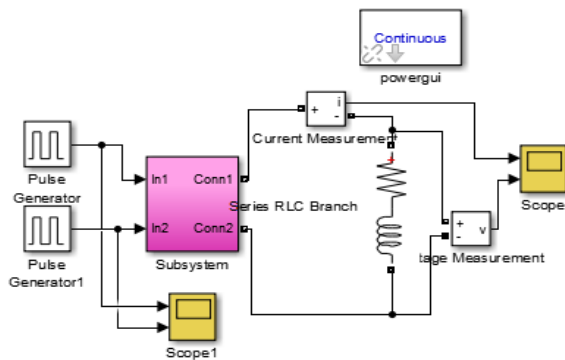 Continuous
powergui
+
i
-
Current Measurement
Pulse
Generator
In1
Conn1
+
Series RLC Branch
Scope
In2
Conn2
+
-
v
tage Measurement
Pulse
Generator1
Subsystem
Scope1